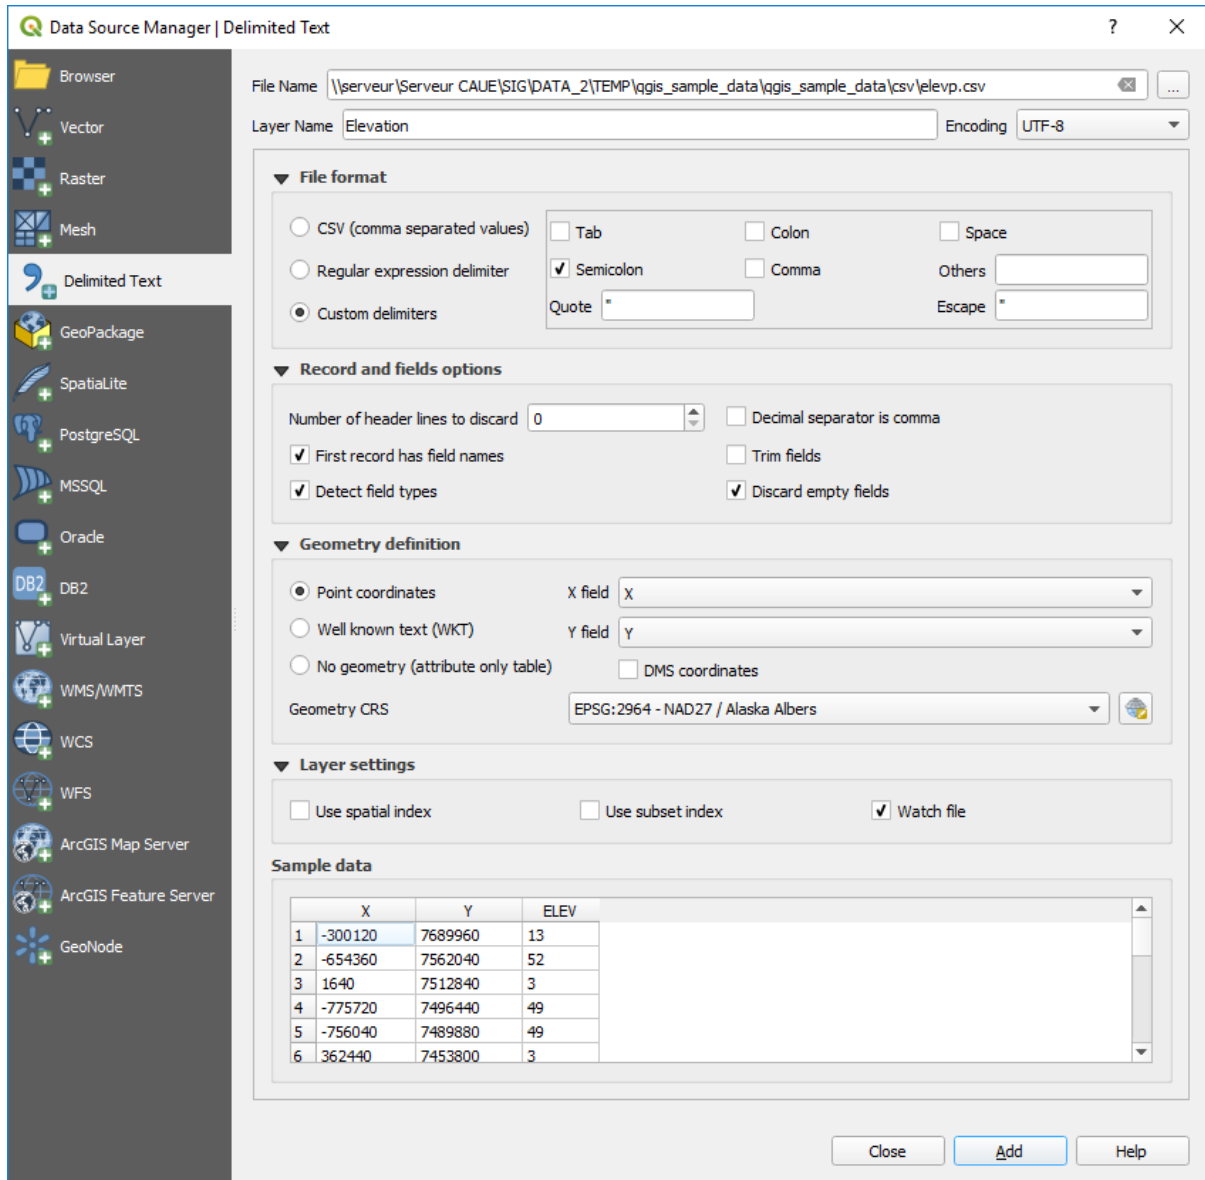 Data Source Manager | Delimited Text
?
Browser
Vector
Raster
Mesh
Delimited Text
GeoPackage
SpatiaLite
PostgreSQL
MSSQL
Oracle
DB2 DB2
Virtual Layer
WMS/WMTS
WCS
WFS
ArcGIS Map Server
ArcGIS Feature Server
GeoNode
File Name \\serveur\Serveur CAUE\SIG\DATA_2\TEMP\qgis_sample_data\qgis_sample_data\csv\elevp.csv ...
Layer Name Elevation Encoding UTF-8
File format
CSV (comma separated values) Tab Colon Space
Regular expression delimiter Semicolon Comma Others
Custom delimiters Quote " Escape "
Record and fields options
Number of header lines to discard 0 Decimal separator is comma
First record has field names Trim fields
Detect field types Discard empty fields
Geometry definition
Point coordinates X field X
Well known text (WKT) Y field Y
No geometry (attribute only table) DMS coordinates
Geometry CRS EPSG:2964 - NAD27 / Alaska Albers
Layer settings
Use spatial index Use subset index Watch file
Sample data
X Y ELEV
1 -300120 7689960 13
2 -654360 7562040 52
3 1640 7512840 3
4 -775720 7496440 49
5 -756040 7489880 49
6 362440 7453800 3
Close Add Help